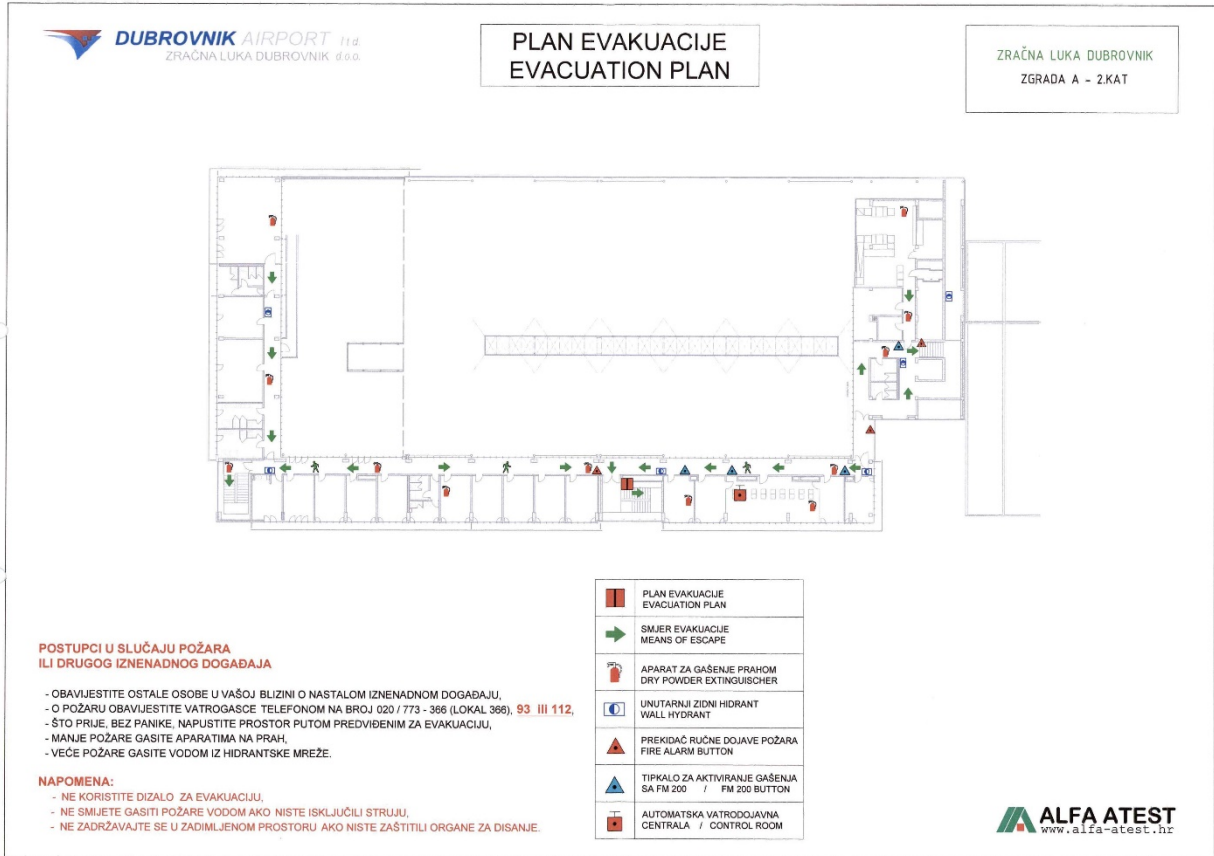 DUBROVNIK AIRPORT ltd.
ZRAČNA LUKA DUBROVNIK d.o.o.
PLAN EVAKUACIJE
EVACUATION PLAN
ZRAČNA LUKA DUBROVNIK
ZGRADA A - 2.KAT
PLAN EVAKUACIJE
EVACUATION PLAN
SMJER EVAKUACIJE
MEANS OF ESCAPE
APARAT ZA GAŠENJE PRAHOM
DRY POWDER EXTINGUISCHER
UNUTARNJI ZIDNI HIDRANT
WALL HYDRANT
PREKIDAČ RUČNE DOJAVE POŽARA
FIRE ALARM BUTTON
TIPKALO ZA AKTIVIRANJE GAŠENJA
SA FM 200 / FM 200 BUTTON
AUTOMATSKA VATRODOJAVNA
CENTRALA / CONTROL ROOM
POSTUPCI U SLUČAJU POŽARA
ILI DRUGOG IZNENADNOG DOGAĐAJA
- OBAVIJESTITE OSTALE OSOBE U VAŠOJ BLIZINI O NASTALOM IZNENADNOM DOGAĐAJU,
- O POŽARU OBAVIJESTITE VATROGASCE TELEFONOM NA BROJ 020 / 773 - 366 (LOKAL 366), 93 ili 112,
- ŠTO PRIJE, BEZ PANIKE, NAPUSTITE PROSTOR PUTOM PREDVIĐENIM ZA EVAKUACIJU,
- MANJE POŽARE GASITE APARATIMA NA PRAH,
- VEĆE POŽARE GASITE VODOM IZ HIDRANTSKE MREŽE.
NAPOMENA:
- NE KORISTITE DIZALO ZA EVAKUACIJU,
- NE SMIJETE GASITI POŽARE VODOM AKO NISTE ISKLJUČILI STRUJU,
- NE ZADRŽAVAJTE SE U ZADIMLJENOM PROSTORU AKO NISTE ZAŠTITILI ORGANE ZA DISANJE.
ALFA ATEST
www.alfa-atest.hr